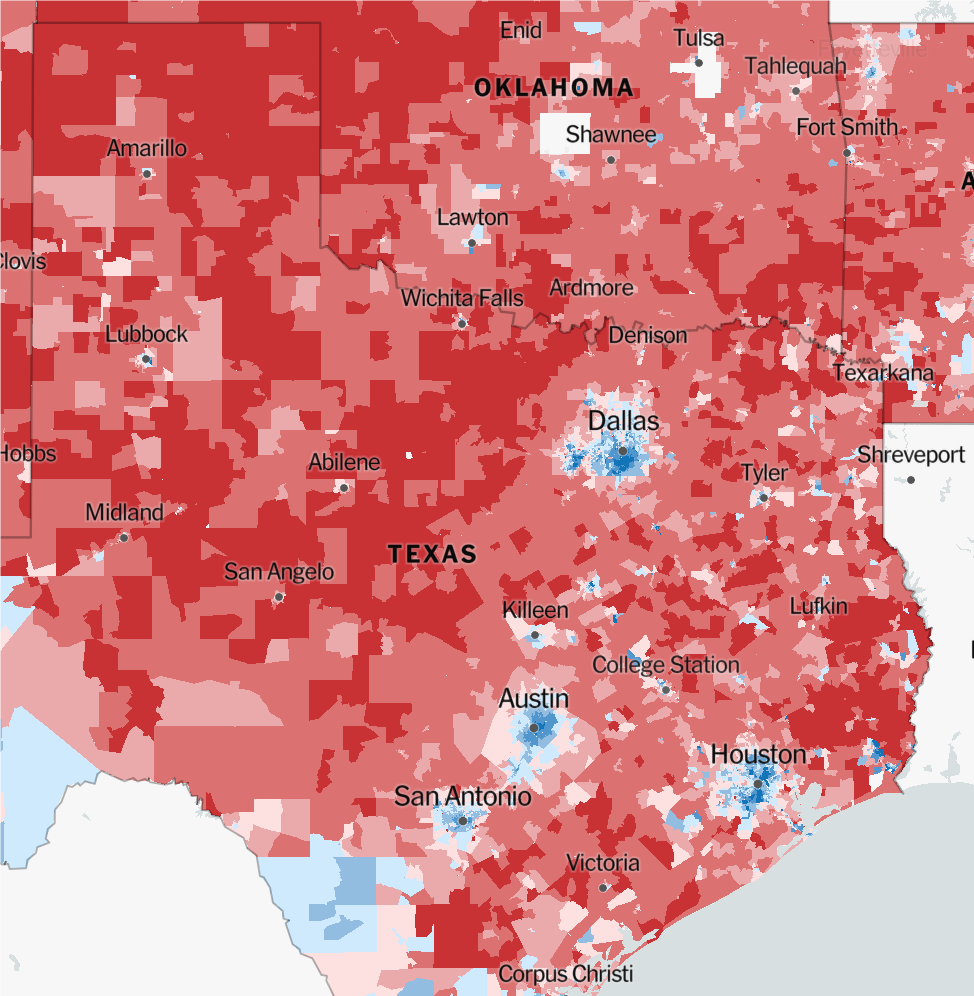 Enid
Tulsa
Fayetteville
Tahlequah
OKLAHOMA
Fort Smith
Shawnee
Amarillo
A
Lawton
Clovis
Ardmore
Wichita Falls
Lubbock
Denison
Texarkana
Dallas
Hobbs
Abilene
Shreveport
Tyler
Midland
TEXAS
San Angelo
Killeen
Lufkin
College Station
Austin
Houston
San Antonio
Victoria
Corpus Christi